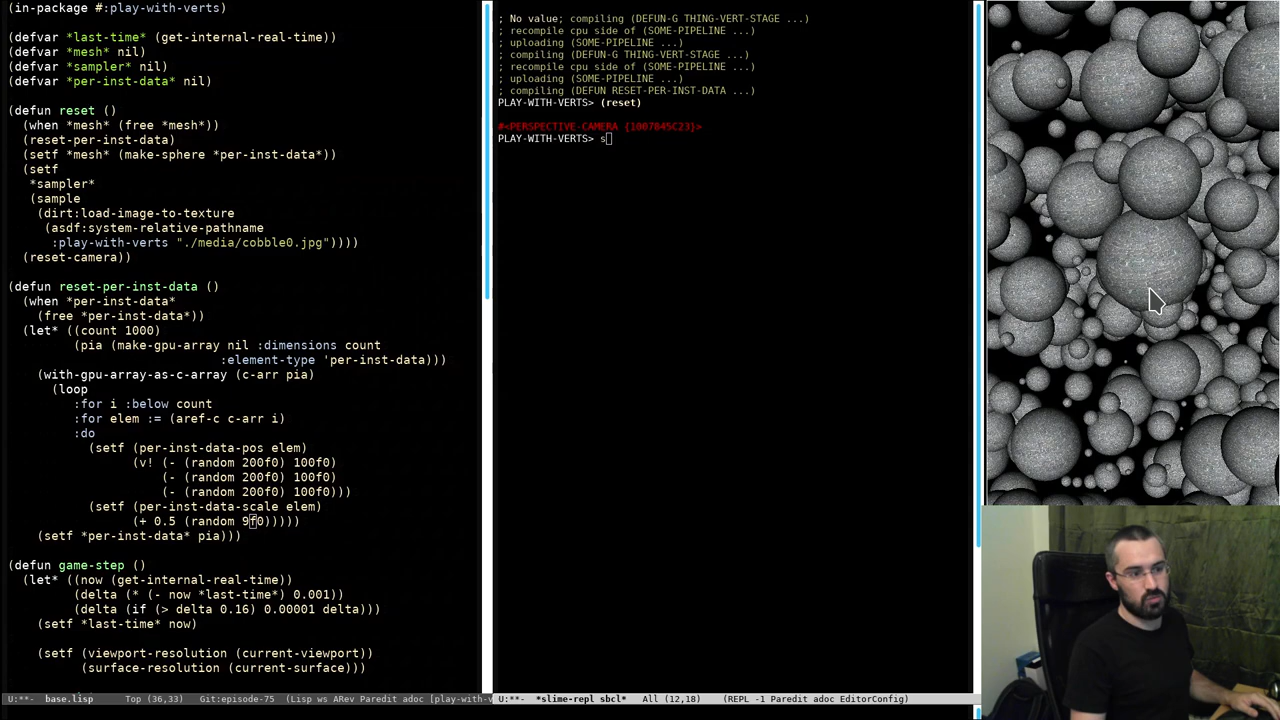 (in-package #:play-with-verts)
(defvar *last-time* (get-internal-real-time))
(defvar *mesh* nil)
(defvar *sampler* nil)
(defvar *per-inst-data* nil)
(defun reset ()
(when *mesh* (free *mesh*))
(reset-per-inst-data)
(setf *mesh* (make-sphere *per-inst-data*))
(setf
*sampler*
(sample
(dirt:load-image-to-texture
(asdf:system-relative-pathname
:play-with-verts "./media/cobble0.jpg"))))
(reset-camera))
(defun reset-per-inst-data ()
(when *per-inst-data*
(free *per-inst-data*))
(let* ((count 1000)
(pia (make-gpu-array nil :dimensions count
:element-type 'per-inst-data)))
(with-gpu-array-as-c-array (c-arr pia)
(loop
:for i :below count
:for elem := (aref-c c-arr i)
:do
(setf (per-inst-data-pos elem)
(v! (- (random 200f0) 100f0)
(- (random 200f0) 100f0)
(- (random 200f0) 100f0)))
(setf (per-inst-data-scale elem)
(+ 0.5 (random 9f0)))))
(setf *per-inst-data* pia)))
(defun game-step ()
(let* ((now (get-internal-real-time))
(delta (* (- now *last-time*) 0.001))
(delta (if (> delta 0.16) 0.00001 delta)))
(setf *last-time* now)
(setf (viewport-resolution (current-viewport))
(surface-resolution (current-surface)))
U:**- base.lisp Top (36,33) Git:episode-75 (Lisp ws ARev Paredit adoc [play-with-v
; No value; compiling (DEFUN-G THING-VERT-STAGE ...)
; recompile cpu side of (SOME-PIPELINE ...)
; uploading (SOME-PIPELINE ...)
; compiling (DEFUN-G THING-VERT-STAGE ...)
; recompile cpu side of (SOME-PIPELINE ...)
; uploading (SOME-PIPELINE ...)
; compiling (DEFUN RESET-PER-INST-DATA ...)
PLAY-WITH-VERTS> (reset)
#<PERSPECTIVE-CAMERA {1007845C23}>
PLAY-WITH-VERTS> s
U:**- *slime-repl sbcl* All (12,18) (REPL -1 Paredit adoc EditorConfig)